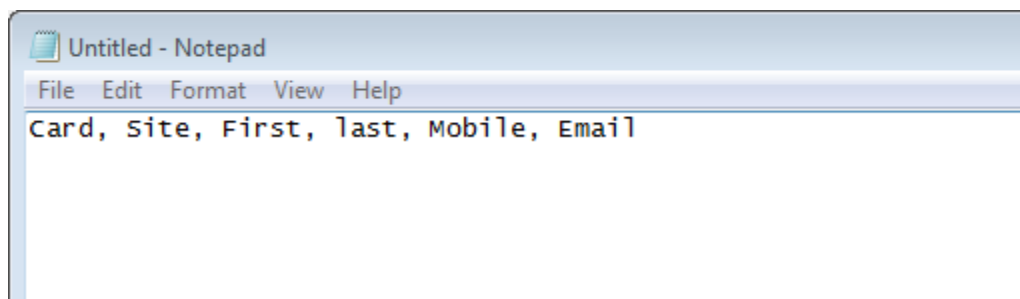 Untitled - Notepad
File Edit Format View Help
Card, Site, First, last, Mobile, Email